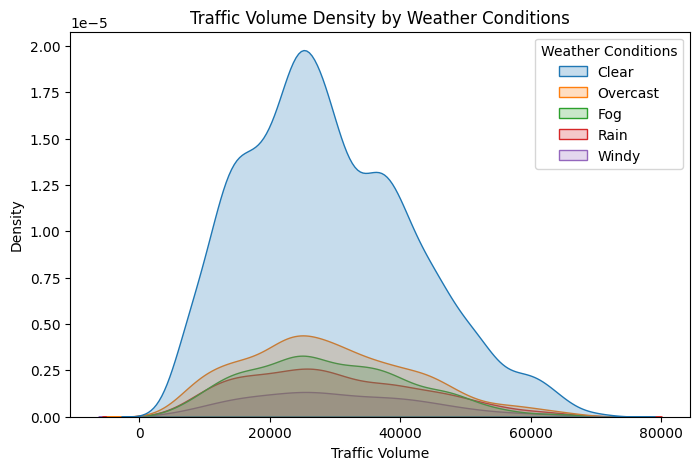 Traffic Volume Density by Weather Conditions
1e−5
Weather Conditions
Clear
Overcast
Fog
Rain
Windy
2.00
1.75
1.50
1.25
1.00
0.75
0.50
0.25
0.00
Density
0 20000 40000 60000 80000
Traffic Volume